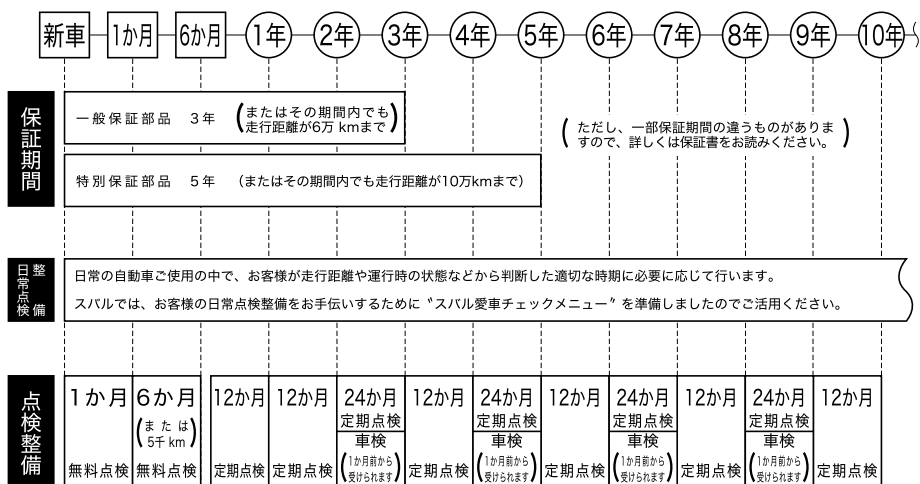 新車 1か月 6か月 1年 2年 3年 4年 5年 6年 7年 8年 9年 10年
保証期間
一般保証部品 3年 (またはその期間内でも
走行距離が6万kmまで)
(ただし、一部保証期間の違うものがありま
すので、詳しくは保証書をお読みください。)
特別保証部品 5年 (またはその期間内でも走行距離が10万kmまで)
日常点検
整備
日常の自動車ご使用の中で、お客様が走行距離や運行時の状態などから判断した適切な時期に必要に応じて行います。
スバルでは、お客様の日常点検整備をお手伝いするために〝スバル愛車チェックメニュー〟を準備しましたのでご活用ください。
点検整備
1か月
無料点検
6か月
(または
5千km)
無料点検
12か月
定期点検
12か月
定期点検
24か月
定期点検
車検
(1か月前から
受けられます)
12か月
定期点検
24か月
定期点検
車検
(1か月前から
受けられます)
12か月
定期点検
24か月
定期点検
車検
(1か月前から
受けられます)
12か月
定期点検
24か月
定期点検
車検
(1か月前から
受けられます)
12か月
定期点検